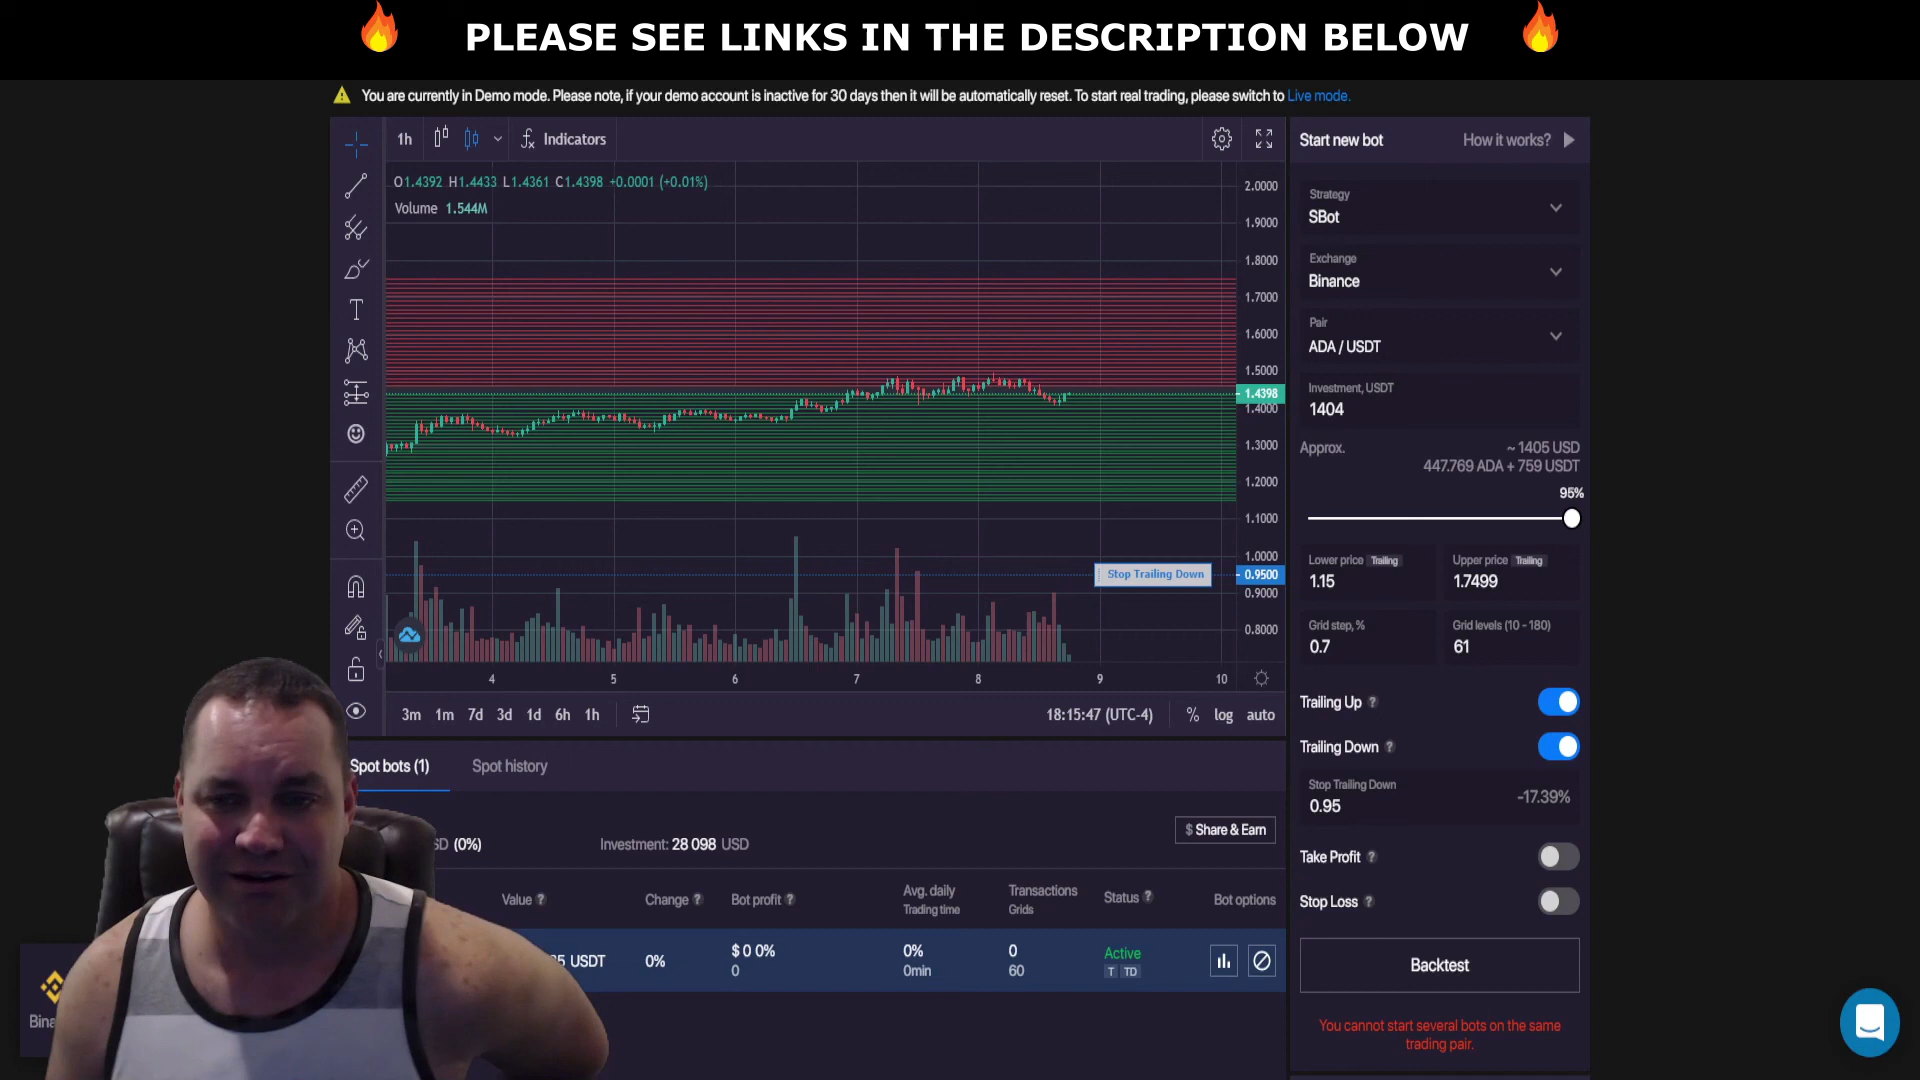 PLEASE SEE LINKS IN THE DESCRIPTION BELOW
You are currently in Demo mode. Please note, if your demo account is inactive for 30 days then it will be automatically reset. To start real trading, please switch to Live mode.
1h
Indicators
O1.4392 H1.4433 L1.4361 C1.4398 +0.0001 (+0.01%)
Volume 1.544M
2.0000
1.9000
1.8000
1.7000
1.6000
1.5000
1.4398
1.4000
1.3000
1.2000
1.1000
1.0000
Stop Trailing Down
0.9500
0.9000
0.8000
4 5 6 7 8 9 10
3m 1m 7d 3d 1d 6h 1h
18:15:47 (UTC-4) % log auto
Start new bot How it works?
Strategy
SBot
Exchange
Binance
Pair
ADA / USDT
Investment, USDT
1404
Approx. ~ 1405 USD
447.769 ADA + 759 USDT
95%
Lower price Trailing
1.15
Upper price Trailing
1.7499
Grid step, %
0.7
Grid levels (10 - 180)
61
Trailing Up ?
Trailing Down ?
Stop Trailing Down
0.95
-17.39%
Take Profit ?
Stop Loss ?
Backtest
You cannot start several bots on the same
trading pair.
Spot bots (1) Spot history
(0%) Investment: 28 098 USD
$ Share & Earn
Value ? Change ? Bot profit ?
Avg. daily
Trading time
Transactions
Grids
Status ?
Bot options
USDT
0%
$ 0 0%
0
0%
0min
0
60
Active
T TD